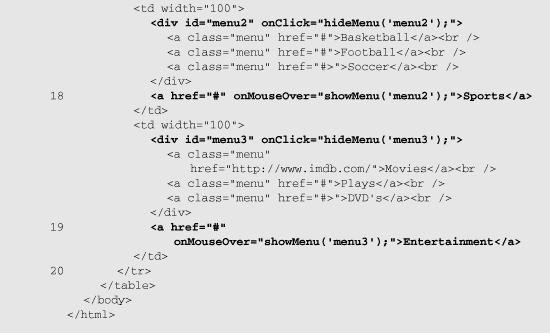 <td width="100">
<div id="menu2" onClick="hideMenu('menu2');">
<a class="menu" href="#">Basketball</a><br />
<a class="menu" href="#">Football</a><br />
<a class="menu" href="#>">Soccer</a><br />
</div>
18 <a href="#" onMouseOver="showMenu('menu2');">Sports</a>
</td>
<td width="100">
<div id="menu3" onClick="hideMenu('menu3');">
<a class="menu"
href="http://www.imdb.com/">Movies</a><br />
<a class="menu" href="#">Plays</a><br />
<a class="menu" href="#>">DVD's</a><br />
</div>
19 <a href="#"
onMouseOver="showMenu('menu3');">Entertainment</a>
</td>
20 </tr>
</table>
</body>
</html>